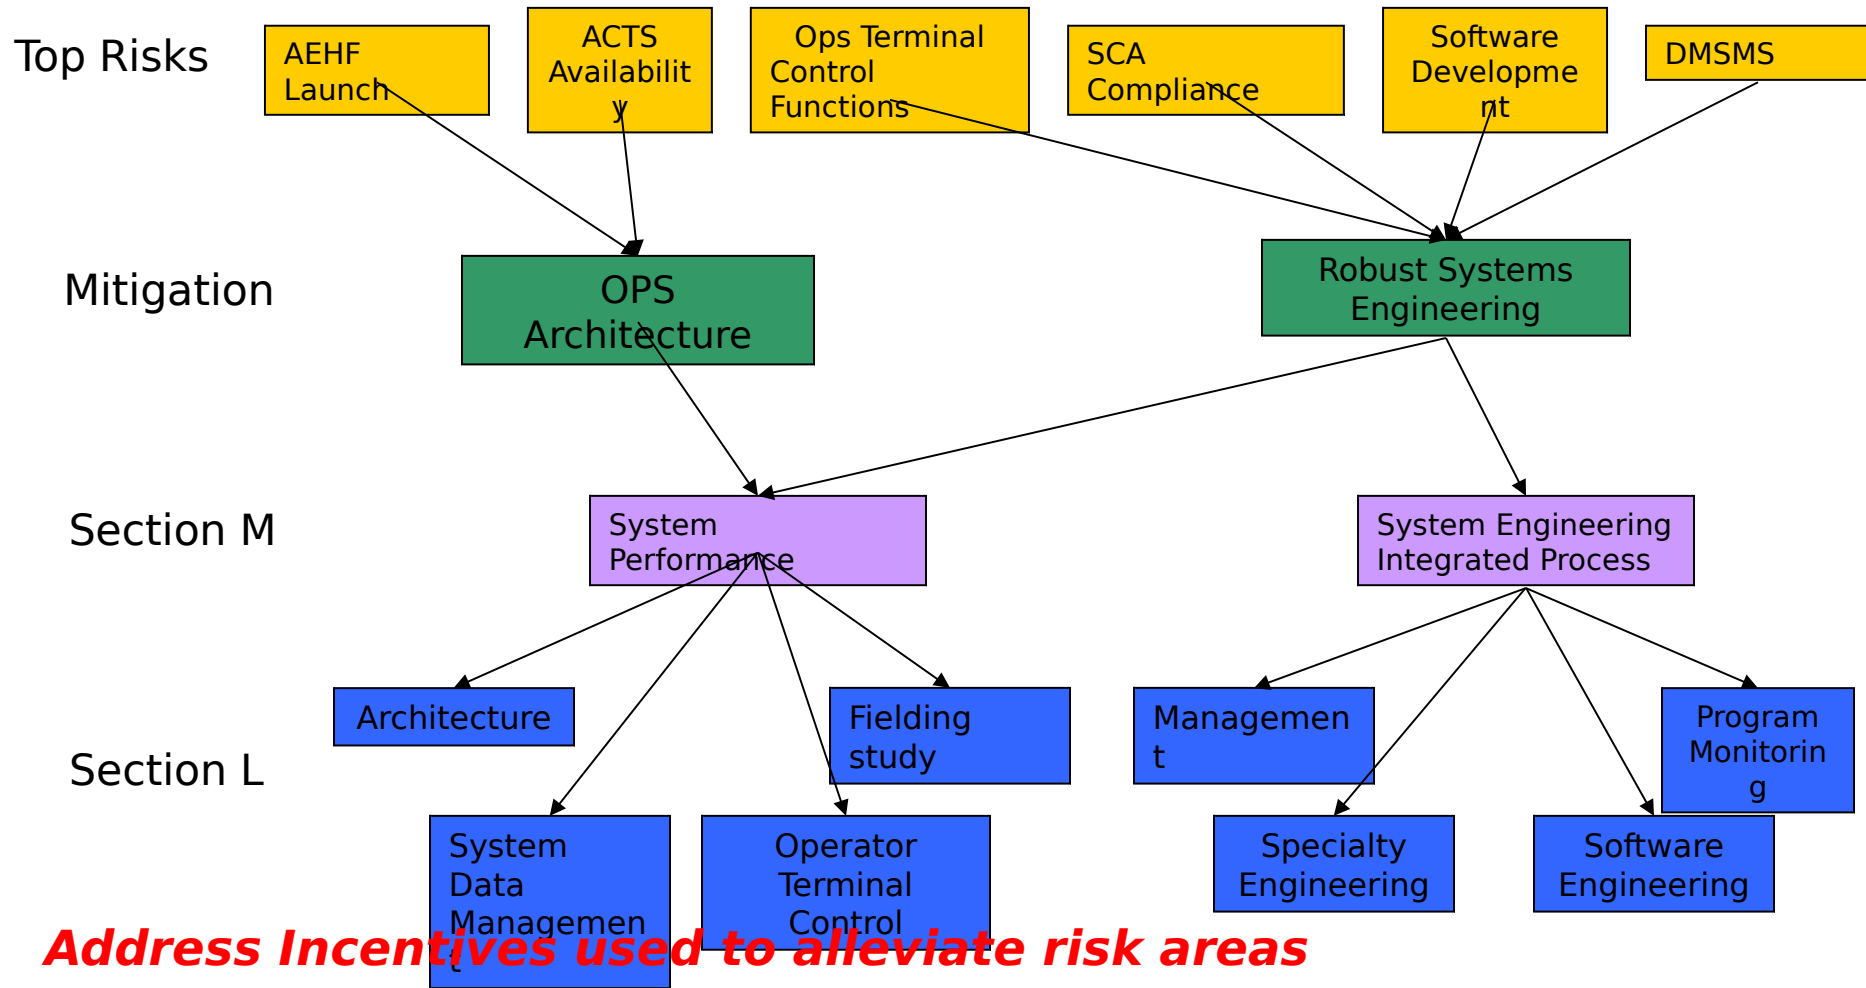 Top Risks
AEHF
Launch
ACTS
Availabilit
y
Ops Terminal
Control
Functions
SCA
Compliance
Software
Developme
nt
DMSMS
Mitigation
OPS
Architecture
Robust Systems
Engineering
Section M
System
Performance
System Engineering
Integrated Process
Section L
Architecture
Fielding
study
Managemen
t
Program
Monitorin
g
System
Data
Managemen
t
Operator
Terminal
Control
Specialty
Engineering
Software
Engineering
Address Incentives used to alleviate risk areas